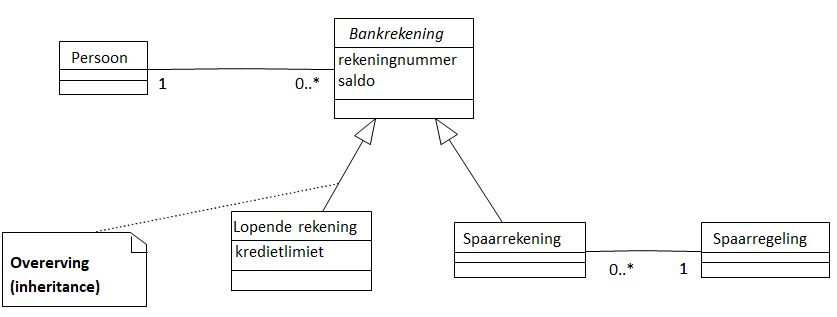 Bankrekening
rekeningnummer
saldo
Persoon
1
0..*
Lopende rekening
kredietlimiet
Overerving
(inheritance)
Spaarrekening
0..*
1
Spaarregeling